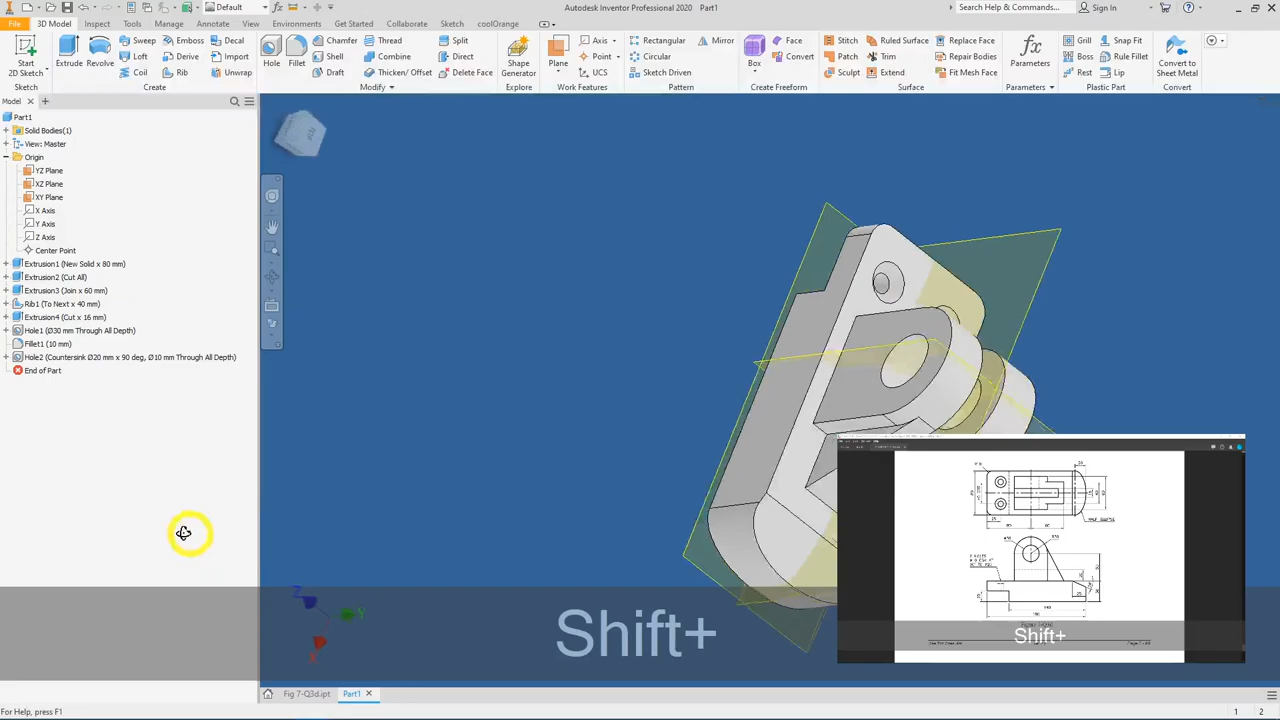 Default
Autodesk Inventor Professional 2020 Part1
Search Help & Commands...
Sign In
File 3D Model Inspect Tools Manage Annotate View Environments Get Started Collaborate Sketch coolOrange
Start
2D Sketch
Sketch
Extrude Revolve
Sweep Emboss Decal
Loft Derive Import
Coil Rib Unwrap
Create
Hole Fillet
Chamfer Thread Split
Shell Combine Direct
Draft Thicken/ Offset Delete Face
Modify
Shape
Generator
Explore
Plane
Axis
Point
UCS
Work Features
Rectangular Mirror
Circular
Sketch Driven
Pattern
Box
Face
Convert
Create Freeform
Stitch Ruled Surface Replace Face
Patch Trim Repair Bodies
Sculpt Extend Fit Mesh Face
Surface
fx
Parameters
Parameters
Grill Snap Fit
Boss Rule Fillet
Rest Lip
Plastic Part
Convert to
Sheet Metal
Convert
Model
Part1
Solid Bodies(1)
View: Master
Origin
YZ Plane
XZ Plane
XY Plane
X Axis
Y Axis
Z Axis
Center Point
Extrusion1 (New Solid x 80 mm)
Extrusion2 (Cut All)
Extrusion3 (Join x 60 mm)
Rib1 (To Next x 40 mm)
Extrusion4 (Cut x 16 mm)
Hole1 (Ø30 mm Through All Depth)
Fillet1 (10 mm)
Hole2 (Countersink Ø20 mm x 90 deg, Ø10 mm Through All Depth)
End of Part
Z
Y
X
Shift+
Shift+
Fig 7-Q3d.ipt
Part1
For Help, press F1
1 2